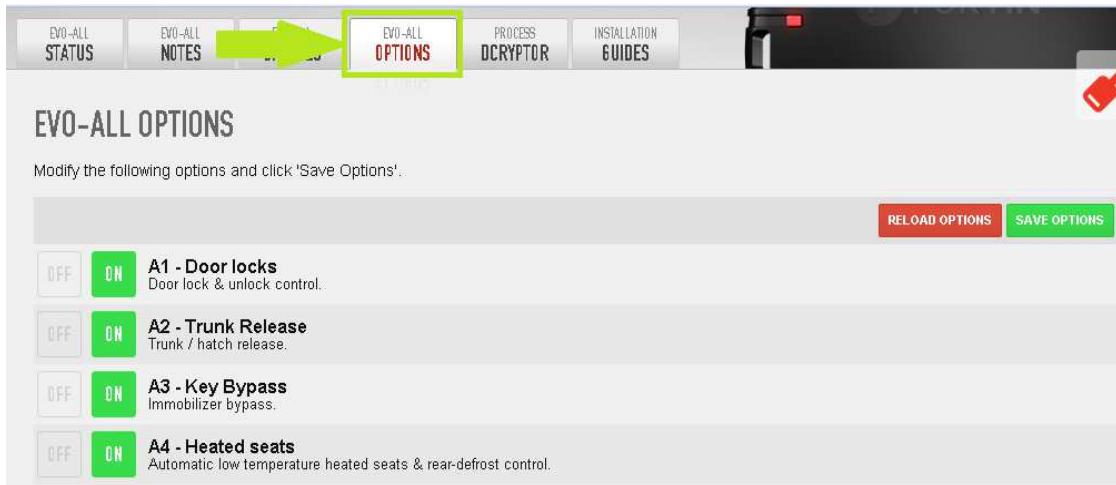 EVO-ALL
STATUS
EVO-ALL
NOTES
EVO-ALL
OPTIONS
PROCESS
DCRYPTOR
INSTALLATION
GUIDES
EVO-ALL OPTIONS
Modify the following options and click 'Save Options'.
RELOAD OPTIONS
SAVE OPTIONS
OFF ON A1 - Door locks
Door lock & unlock control.
OFF ON A2 - Trunk Release
Trunk / hatch release.
OFF ON A3 - Key Bypass
Immobilizer bypass.
OFF ON A4 - Heated seats
Automatic low temperature heated seats & rear-defrost control.